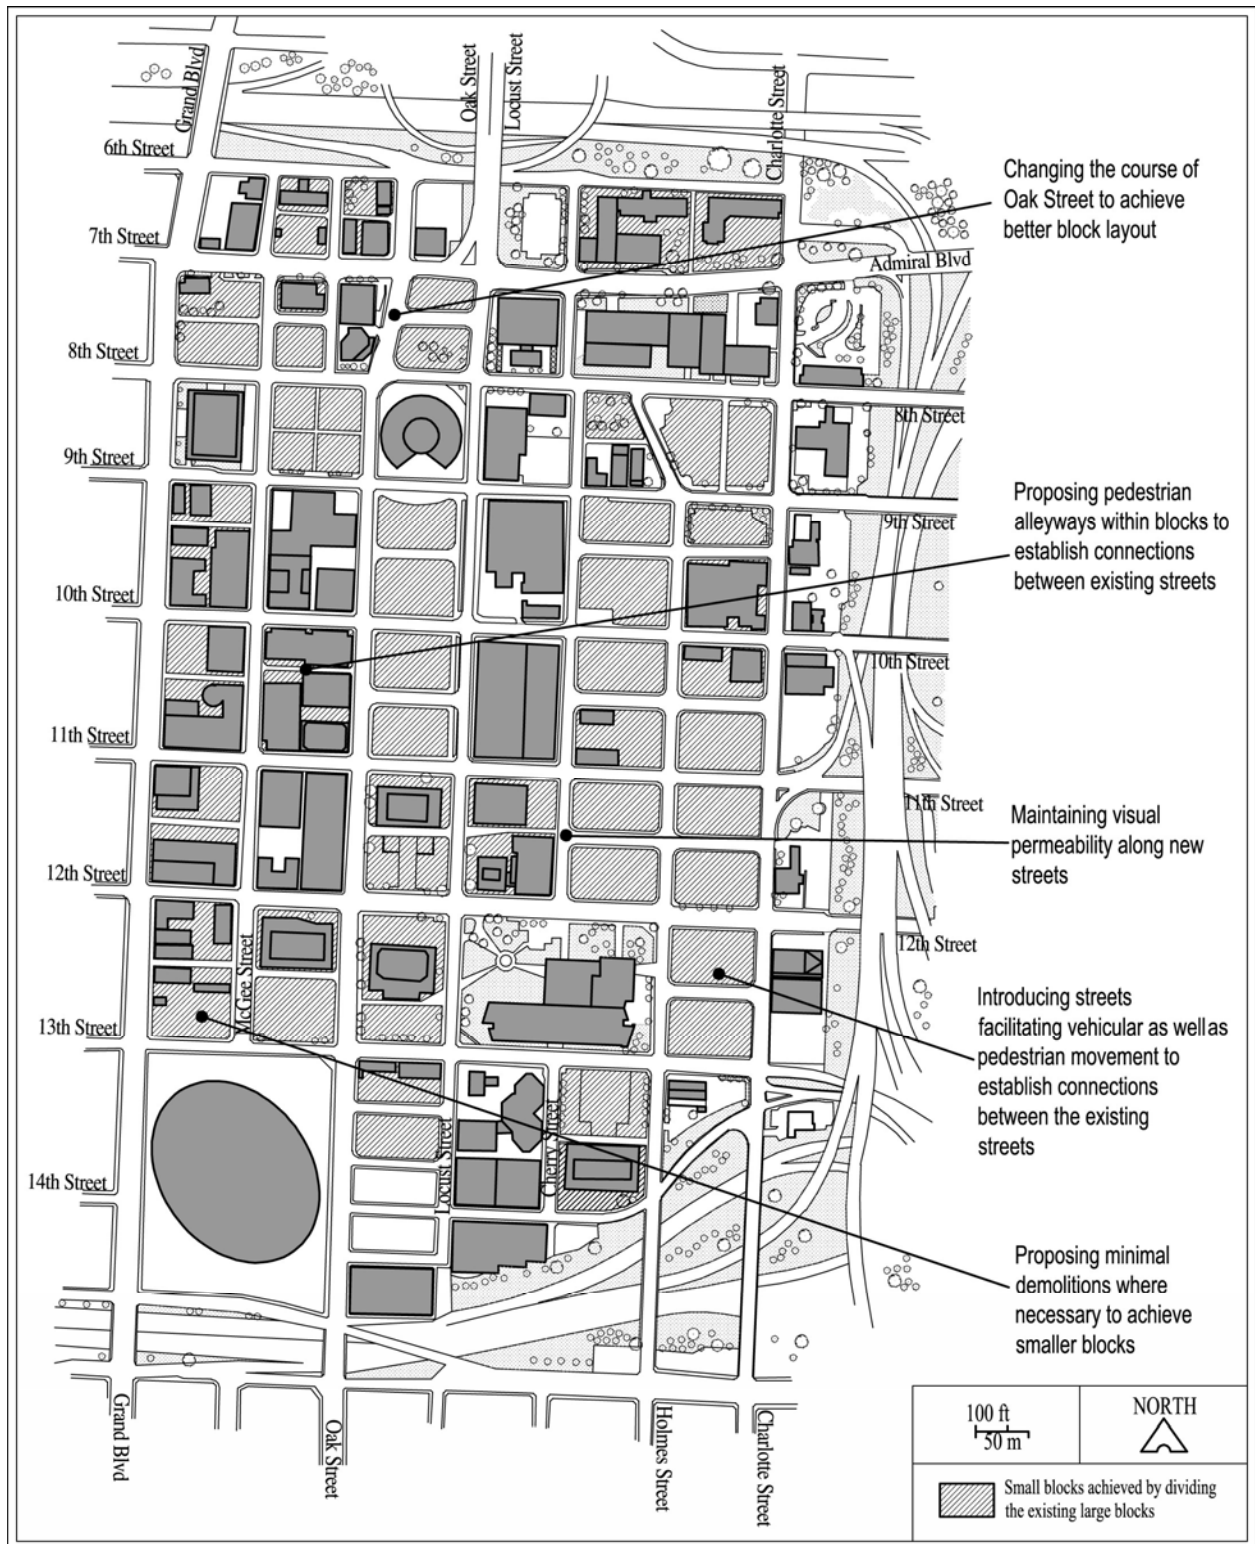 Grand Blvd
Oak Street
Locust Street
Charlotte Street
6th Street
7th Street
8th Street
9th Street
10th Street
11th Street
12th Street
13th Street
14th Street
Admiral Blvd
8th Street
9th Street
10th Street
11th Street
12th Street
McGee Street
Locust Street
Cherry Street
Grand Blvd
Oak Street
Holmes Street
Charlotte Street
Changing the course of
Oak Street to achieve
better block layout
Proposing pedestrian
alleyways within blocks to
establish connections
between existing streets
Maintaining visual
permeability along new
streets
Introducing streets
facilitating vehicular as well as
pedestrian movement to
establish connections
between the existing
streets
Proposing minimal
demolitions where
necessary to achieve
smaller blocks
100 ft
50 m
NORTH
Small blocks achieved by dividing
the existing large blocks